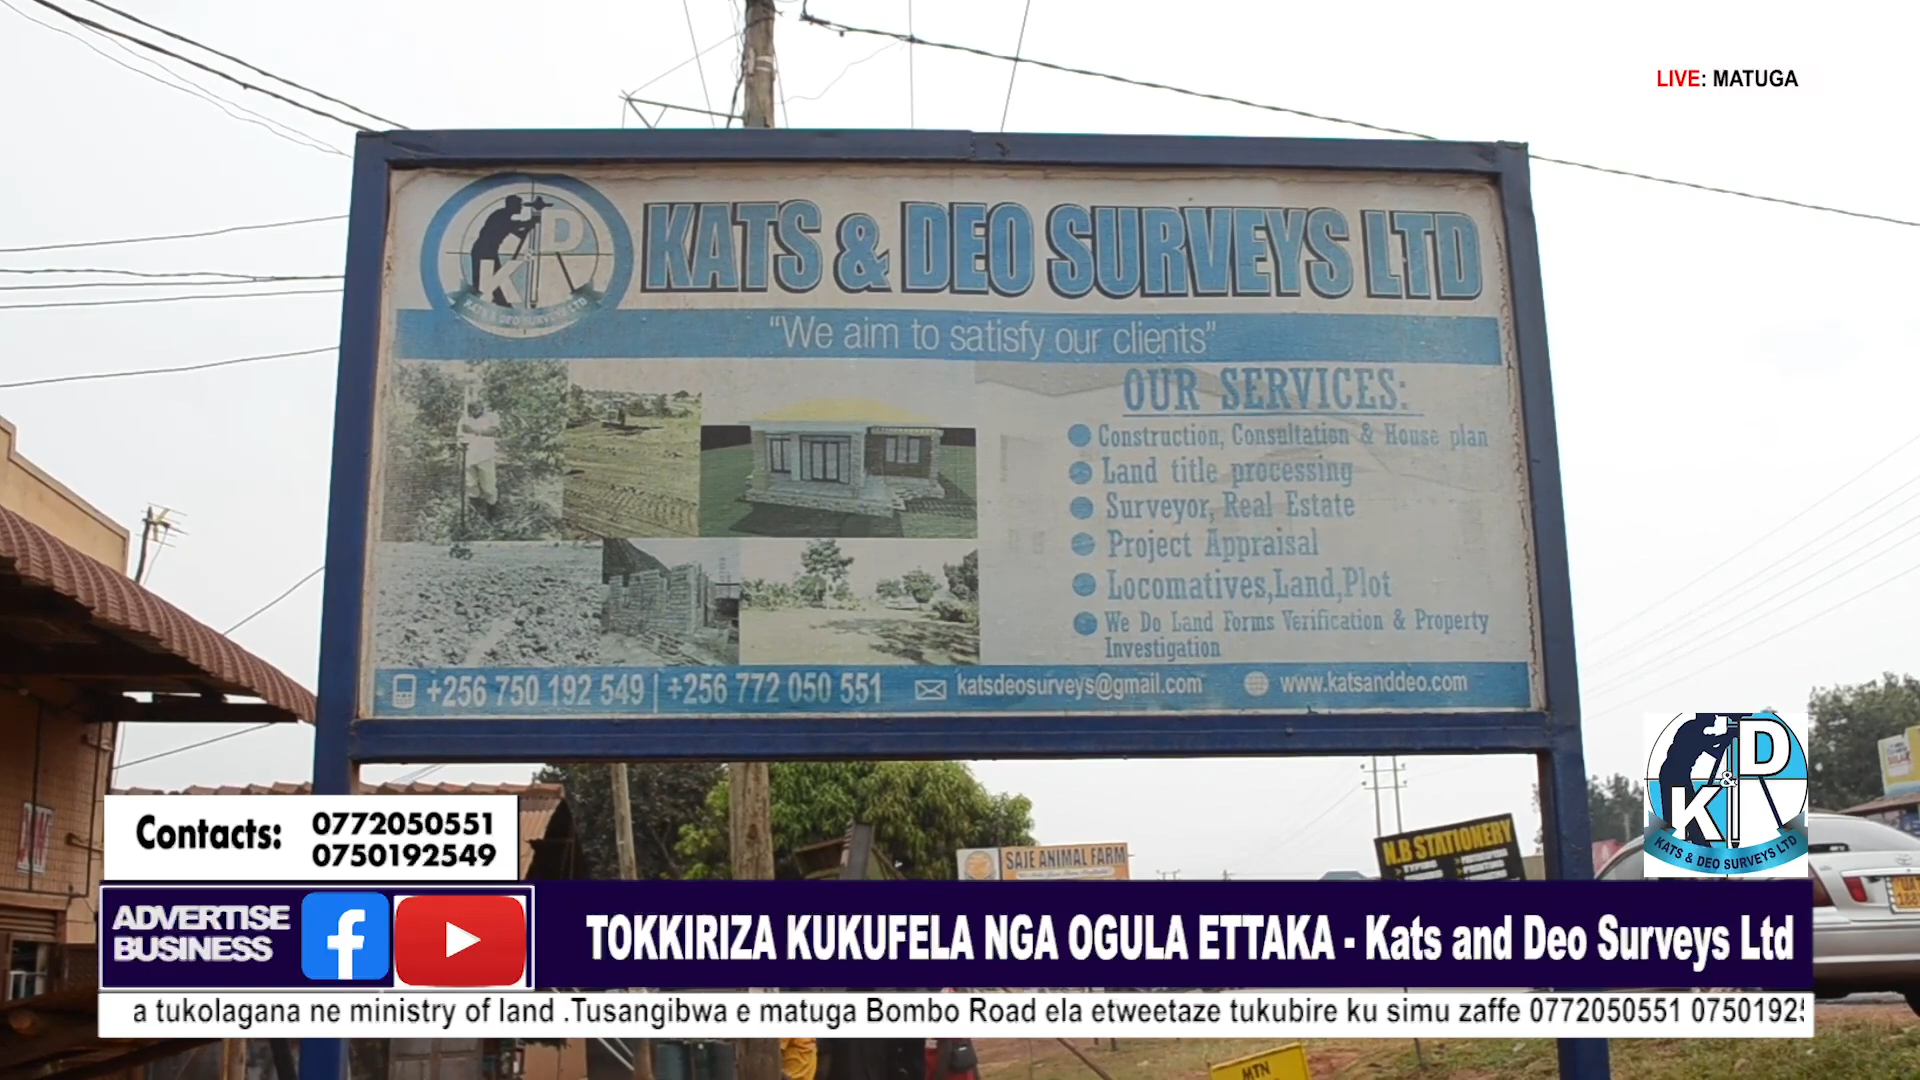 LIVE: MATUGA
KATS & DEO SURVEYS LTD
K D
KATS & DEO SURVEYS LTD
"We aim to satisfy our clients"
OUR SERVICES:
Construction, Consultation & House plan
Land title processing
Surveyor, Real Estate
Project Appraisal
Locomatives,Land,Plot
We Do Land Forms Verification & Property
Investigation
+256 750 192 549 | +256 772 050 551
katsdeosurveys@gmail.com
www.katsanddeo.com
K & D
KATS & DEO SURVEYS LTD
Contacts: 0772050551
0750192549
SAJE ANIMAL FARM
N.B STATIONERY
ADVERTISE
BUSINESS
f
TOKKIRIZA KUKUFELA NGA OGULA ETTAKA - Kats and Deo Surveys Ltd
a tukolagana ne ministry of land .Tusangibwa e matuga Bombo Road ela etweetaze tukubire ku simu zaffe 0772050551 0750192
MTN